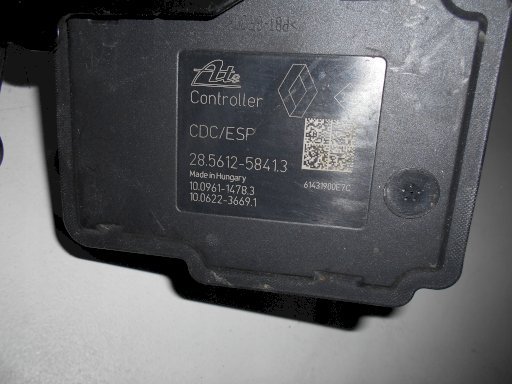 Ate
Controller
CDC/ESP
28.5612-5841.3
Made in Hungary
10.0961-1478.3
10.0622-3669.1
61431900E7C